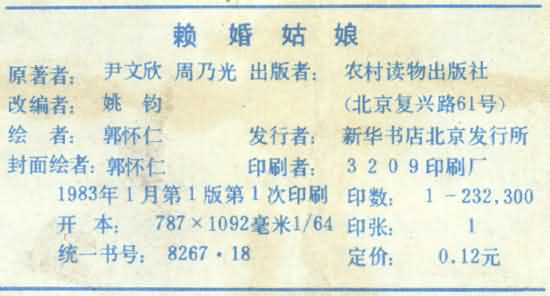 赖婚姑娘
原著者：尹文欣 周乃光 出版者：农村读物出版社
改编者：姚钧 (北京复兴路61号)
绘者：郭怀仁 发行者：新华书店北京发行所
封面绘者：郭怀仁 印刷者：3209印刷厂
1983年1月第1版第1次印刷 印数：1-232,300
开本：787×1092毫米1/64 印张：1
统一书号：8267·18 定价：0.12元